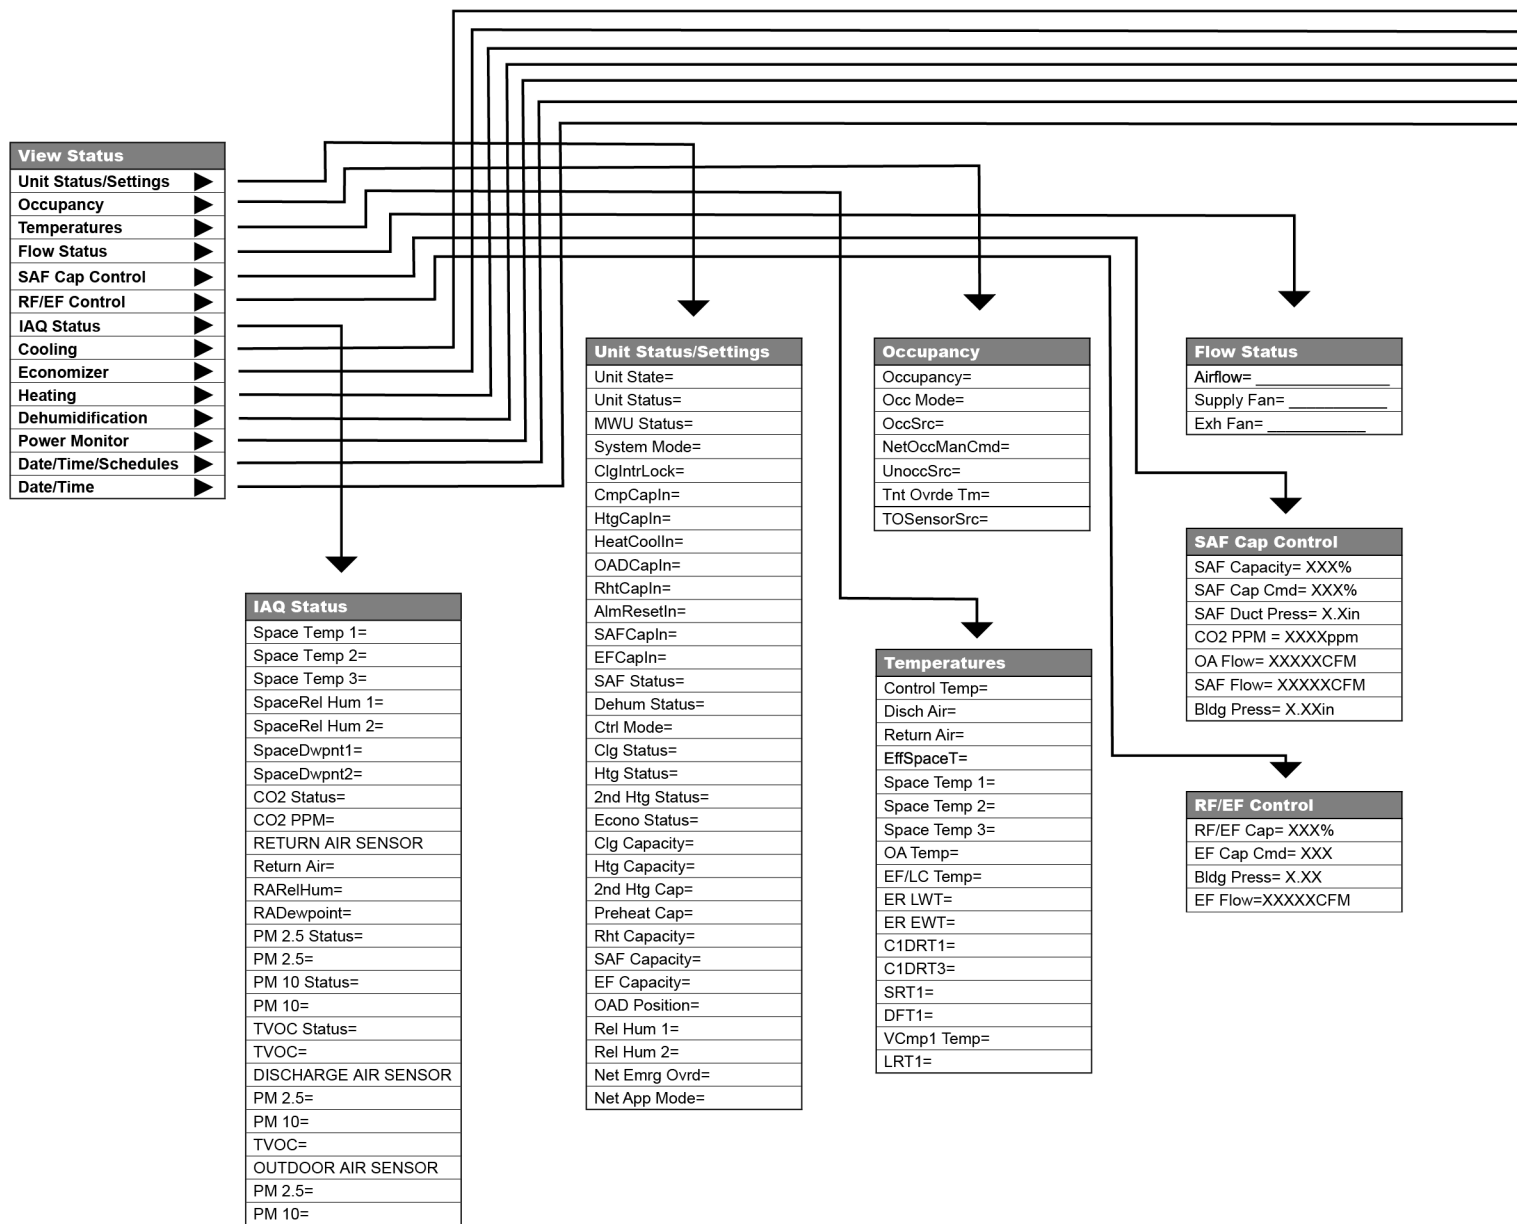 View Status
Unit Status/Settings
Occupancy
Temperatures
Flow Status
SAF Cap Control
RF/EF Control
IAQ Status
Cooling
Economizer
Heating
Dehumidification
Power Monitor
Date/Time/Schedules
Date/Time
IAQ Status
Space Temp 1=
Space Temp 2=
Space Temp 3=
SpaceRel Hum 1=
SpaceRel Hum 2=
SpaceDwpnt1=
SpaceDwpnt2=
CO2 Status=
CO2 PPM=
RETURN AIR SENSOR
Return Air=
RARelHum=
RADewpoint=
PM 2.5 Status=
PM 2.5=
PM 10 Status=
PM 10=
TVOC Status=
TVOC=
DISCHARGE AIR SENSOR
PM 2.5=
PM 10=
TVOC=
OUTDOOR AIR SENSOR
PM 2.5=
PM 10=
Unit Status/Settings
Unit State=
Unit Status=
MWU Status=
System Mode=
ClgIntrLock=
CmpCapIn=
HtgCapIn=
HeatCoolIn=
OADCapIn=
RhtCapIn=
AlmResetIn=
SAFCapIn=
EFCapIn=
SAF Status=
Dehum Status=
Ctrl Mode=
Clg Status=
Htg Status=
2nd Htg Status=
Econo Status=
Clg Capacity=
Htg Capacity=
2nd Htg Cap=
Preheat Cap=
Rht Capacity=
SAF Capacity=
EF Capacity=
OAD Position=
Rel Hum 1=
Rel Hum 2=
Net Emrg Ovrd=
Net App Mode=
Occupancy
Occupancy=
Occ Mode=
OccSrc=
NetOccManCmd=
UnoccSrc=
Tnt Ovrde Tm=
TOSensorSrc=
Temperatures
Control Temp=
Disch Air=
Return Air=
EffSpaceT=
Space Temp 1=
Space Temp 2=
Space Temp 3=
OA Temp=
EF/LC Temp=
ER LWT=
ER EWT=
C1DRT1=
C1DRT3=
SRT1=
DFT1=
VCmp1 Temp=
LRT1=
Flow Status
Airflow= _______________
Supply Fan= ___________
Exh Fan= ___________
SAF Cap Control
SAF Capacity= XXX%
SAF Cap Cmd= XXX%
SAF Duct Press= X.Xin
CO2 PPM = XXXXppm
OA Flow= XXXXXCFM
SAF Flow= XXXXXCFM
Bldg Press= X.XXin
RF/EF Control
RF/EF Cap= XXX%
EF Cap Cmd= XXX
Bldg Press= X.XX
EF Flow=XXXXXCFM